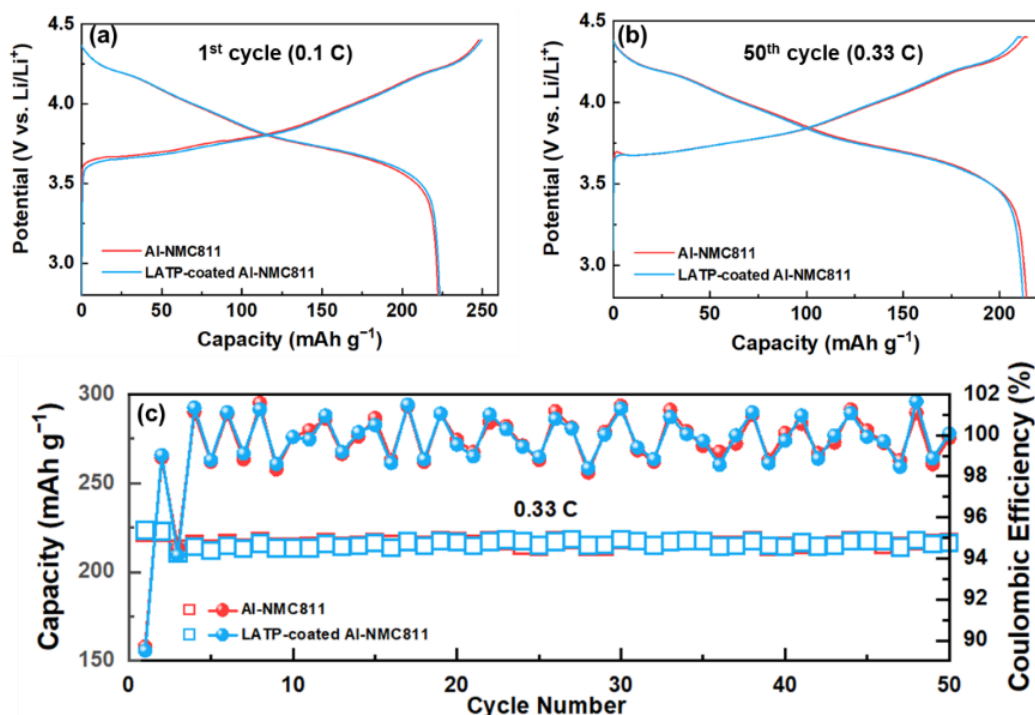 (a)
1st cycle (0.1 C)
4.5
4.0
3.5
3.0
Potential (V vs. Li/Li⁺)
Al-NMC811
LATP-coated Al-NMC811
0 50 100 150 200 250
Capacity (mAh g⁻¹)
(b)
50th cycle (0.33 C)
4.5
4.0
3.5
3.0
Potential (V vs. Li/Li⁺)
Al-NMC811
LATP-coated Al-NMC811
0 50 100 150 200
Capacity (mAh g⁻¹)
(c)
300
250
200
150
Capacity (mAh g⁻¹)
0.33 C
Al-NMC811
LATP-coated Al-NMC811
102
100
98
96
94
92
90
Coulombic Efficiency (%)
0 10 20 30 40 50
Cycle Number